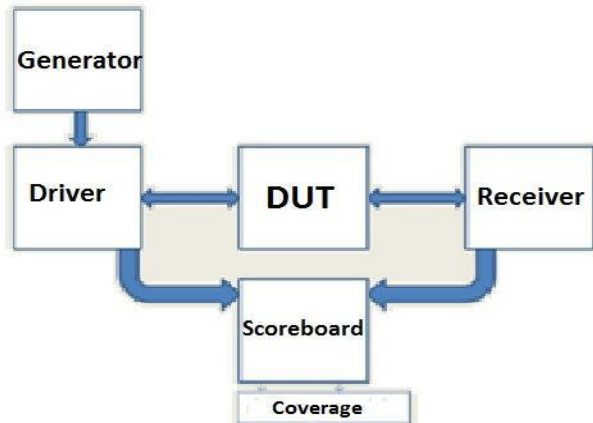 Generator
Driver
DUT
Receiver
Scoreboard
Coverage